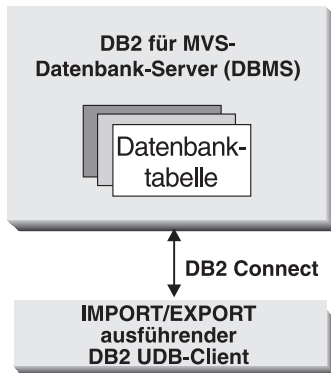 DB2 für MVS-
Datenbank-Server (DBMS)
Datenbank-
tabelle
DB2 Connect
IMPORT/EXPORT
ausführender
DB2 UDB-Client